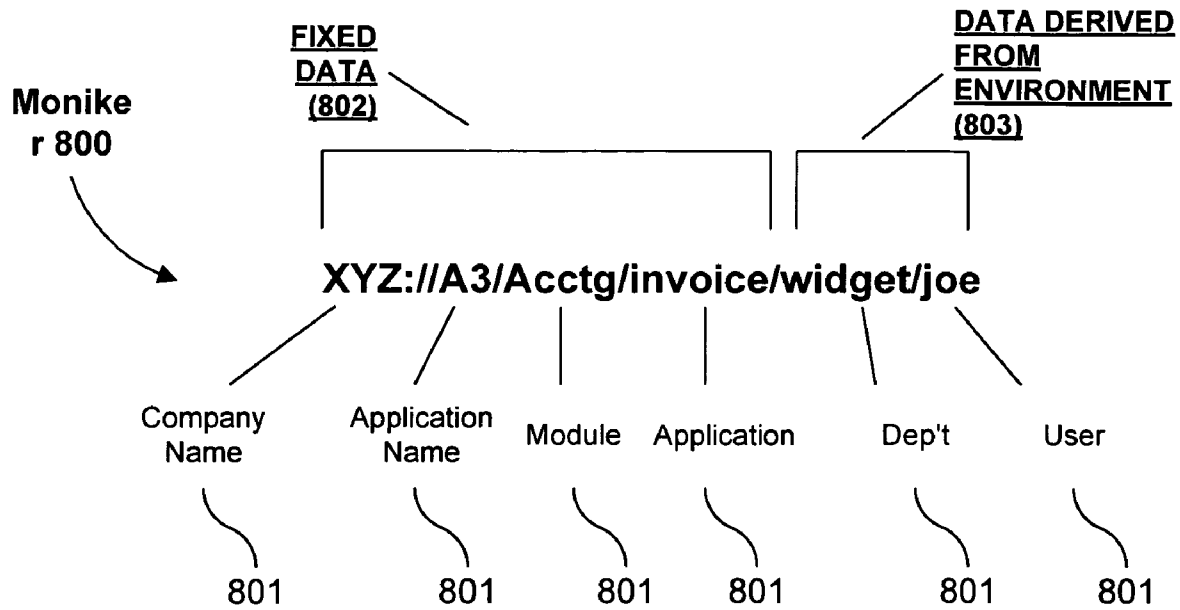 FIXED
DATA
(802)
DATA DERIVED
FROM
ENVIRONMENT
(803)
Monike
r 800
XYZ://A3/Acctg/invoice/widget/joe
Company
Name
Application
Name
Module
Application
Dep't
User
801
801
801
801
801
801